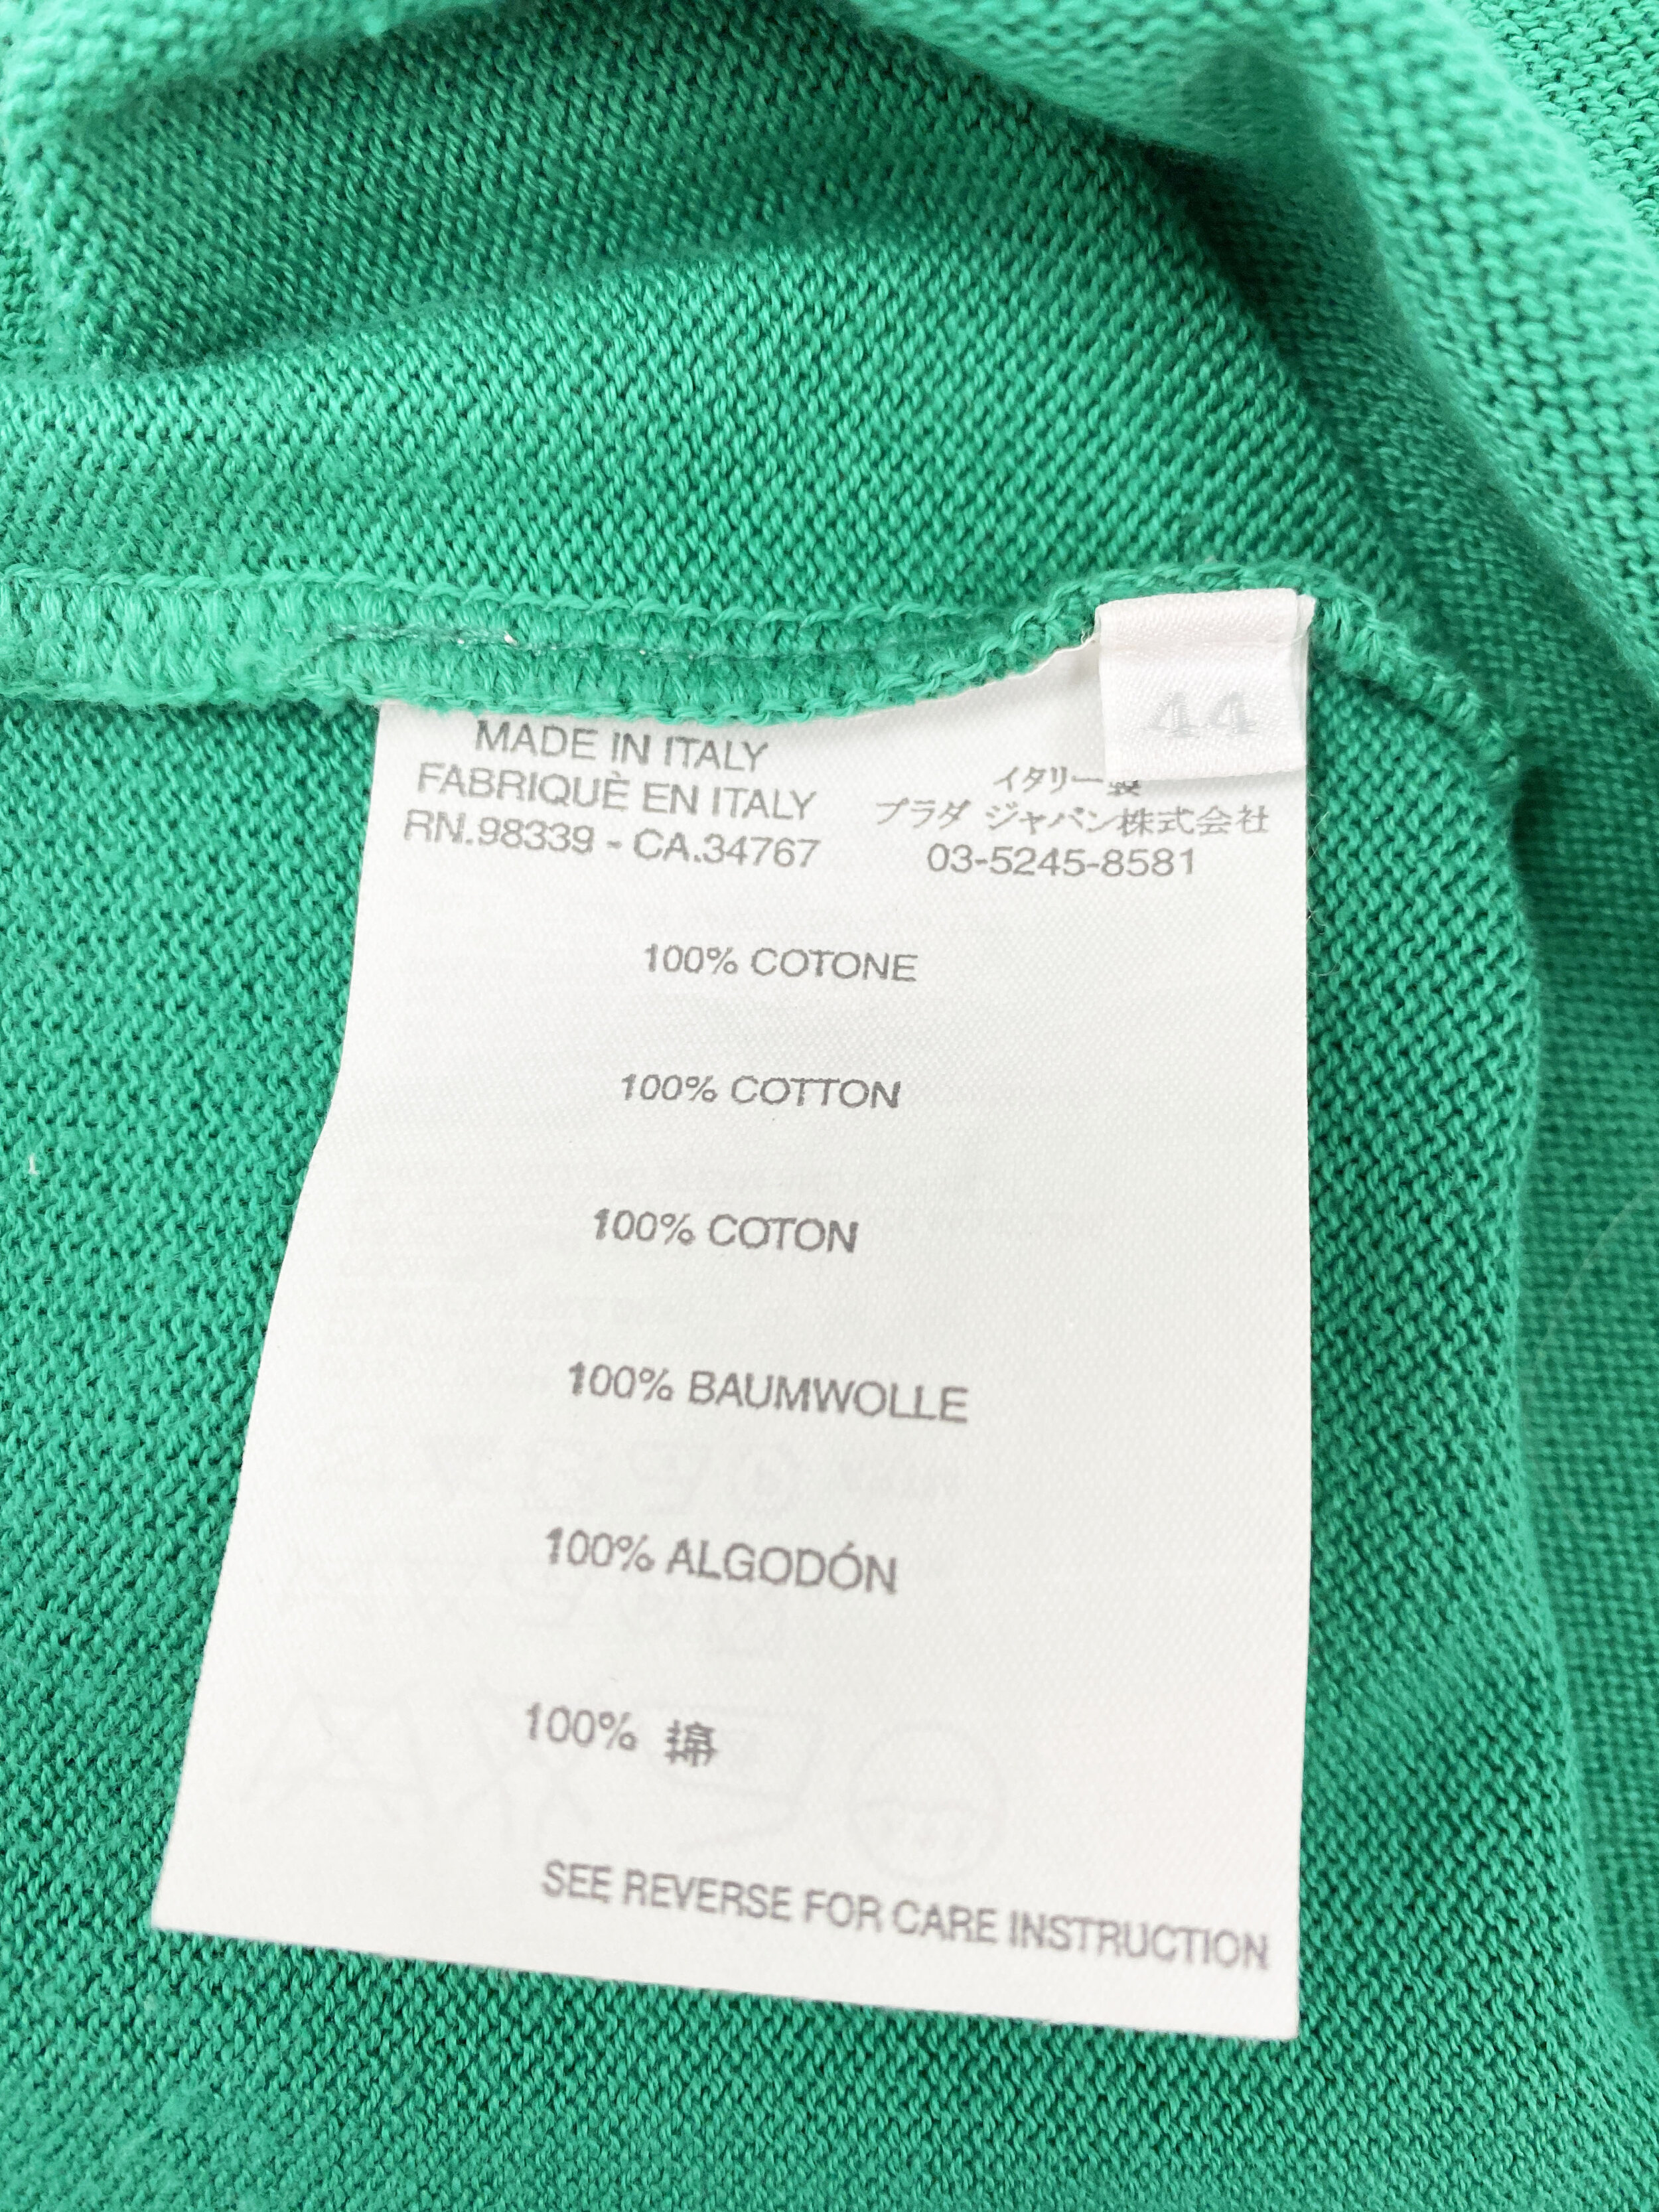 44
MADE IN ITALY
FABRIQUÈ EN ITALY
RN.98339 - CA.34767
イタリー製
プラダ ジャパン株式会社
03-5245-8581
100% COTONE
100% COTTON
100% COTON
100% BAUMWOLLE
100% ALGODÓN
100% 綿
SEE REVERSE FOR CARE INSTRUCTION